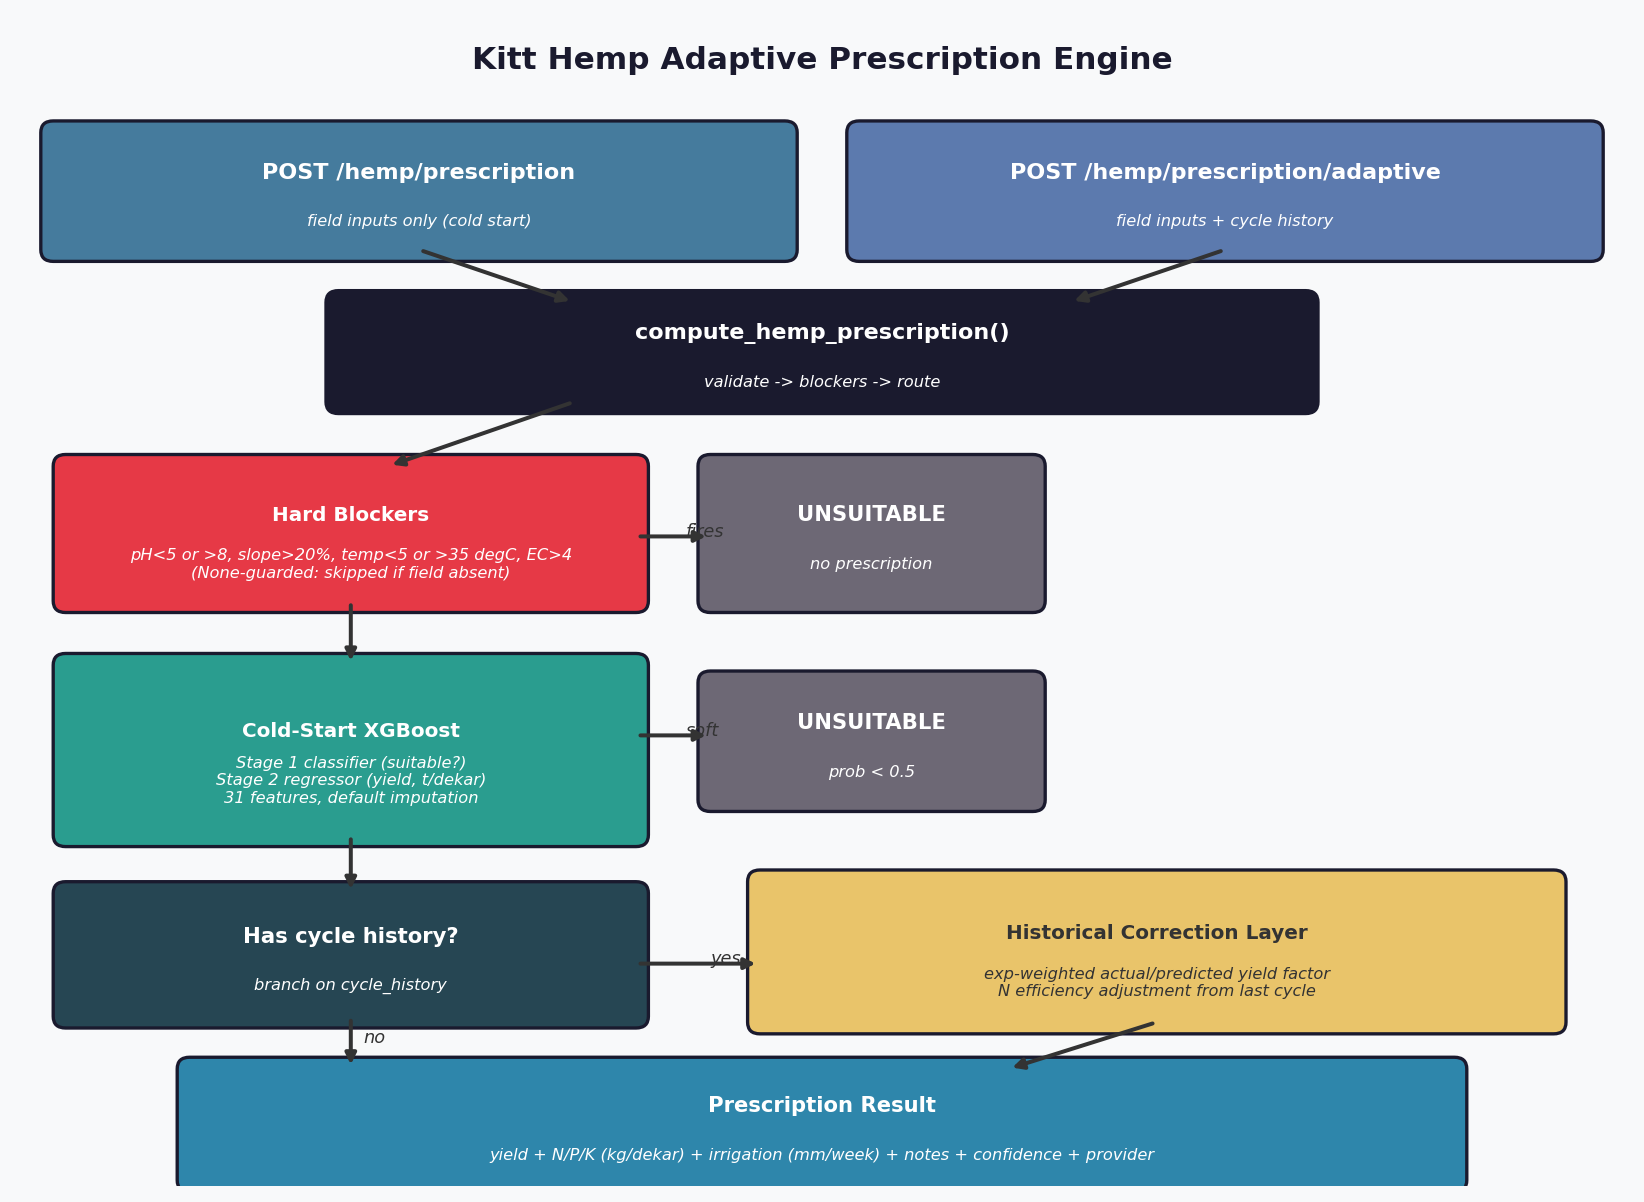 Kitt Hemp Adaptive Prescription Engine
POST /hemp/prescription
field inputs only (cold start)
POST /hemp/prescription/adaptive
field inputs + cycle history
compute_hemp_prescription()
validate -> blockers -> route
Hard Blockers
pH<5 or >8, slope>20%, temp<5 or >35 degC, EC>4
(None-guarded: skipped if field absent)
fires
UNSUITABLE
no prescription
Cold-Start XGBoost
Stage 1 classifier (suitable?)
Stage 2 regressor (yield, t/dekar)
31 features, default imputation
soft
UNSUITABLE
prob < 0.5
Has cycle history?
branch on cycle_history
yes
Historical Correction Layer
exp-weighted actual/predicted yield factor
N efficiency adjustment from last cycle
no
Prescription Result
yield + N/P/K (kg/dekar) + irrigation (mm/week) + notes + confidence + provider